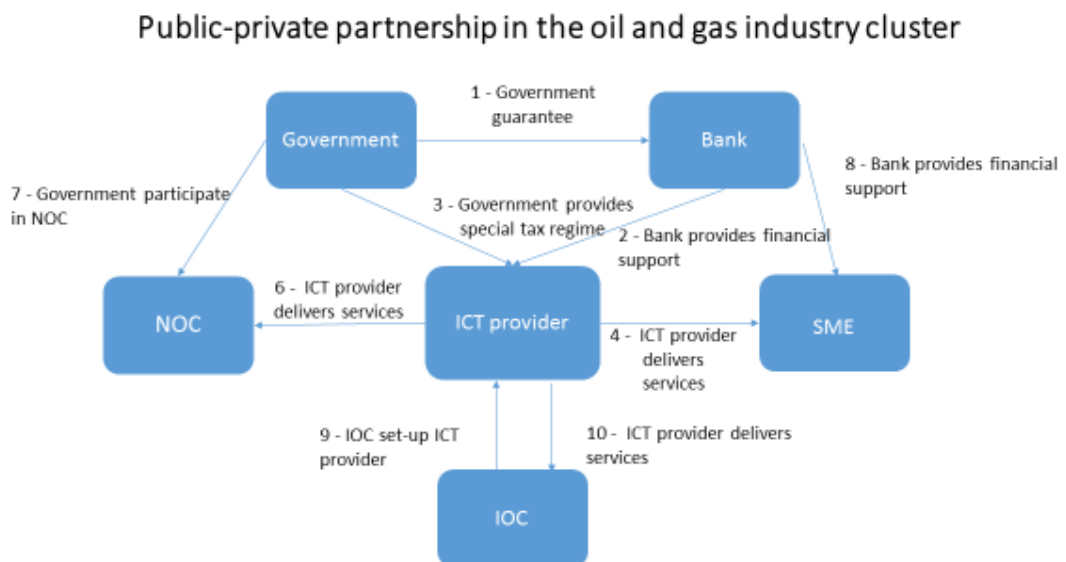 Public-private partnership in the oil and gas industry cluster
1 - Government
guarantee
Government
Bank
8 - Bank provides financial
support
7 - Government participate
in NOC
3 - Government provides
special tax regime
2 - Bank provides financial
support
6 - ICT provider
delivers services
NOC
ICT provider
SME
4 - ICT provider
delivers
services
9 - IOC set-up ICT
provider
10 - ICT provider delivers
services
IOC